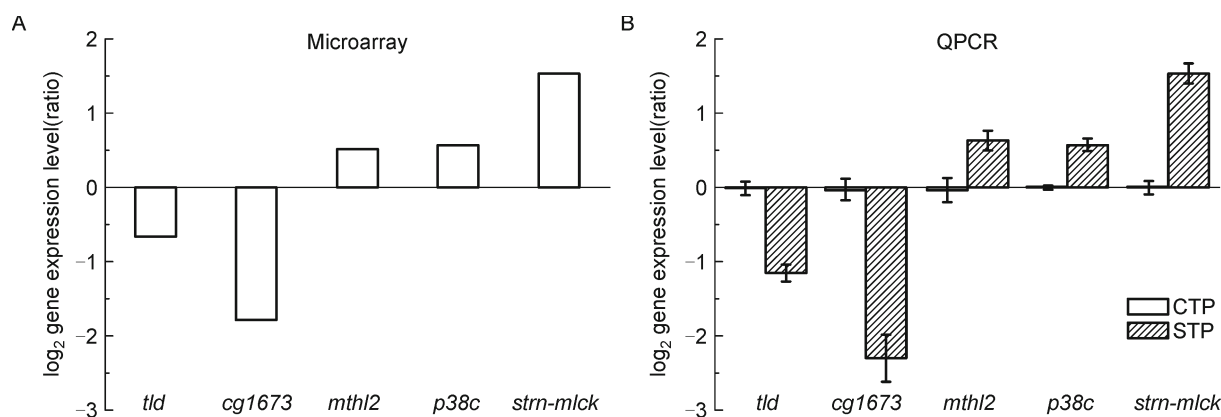 A
Microarray
log2 gene expression level(ratio)
2
1
0
−1
−2
−3
tld cg1673 mthl2 p38c strn-mlck
B
QPCR
log2 gene expression level(ratio)
2
1
0
−1
−2
−3
CTP
STP
tld cg1673 mthl2 p38c strn-mlck